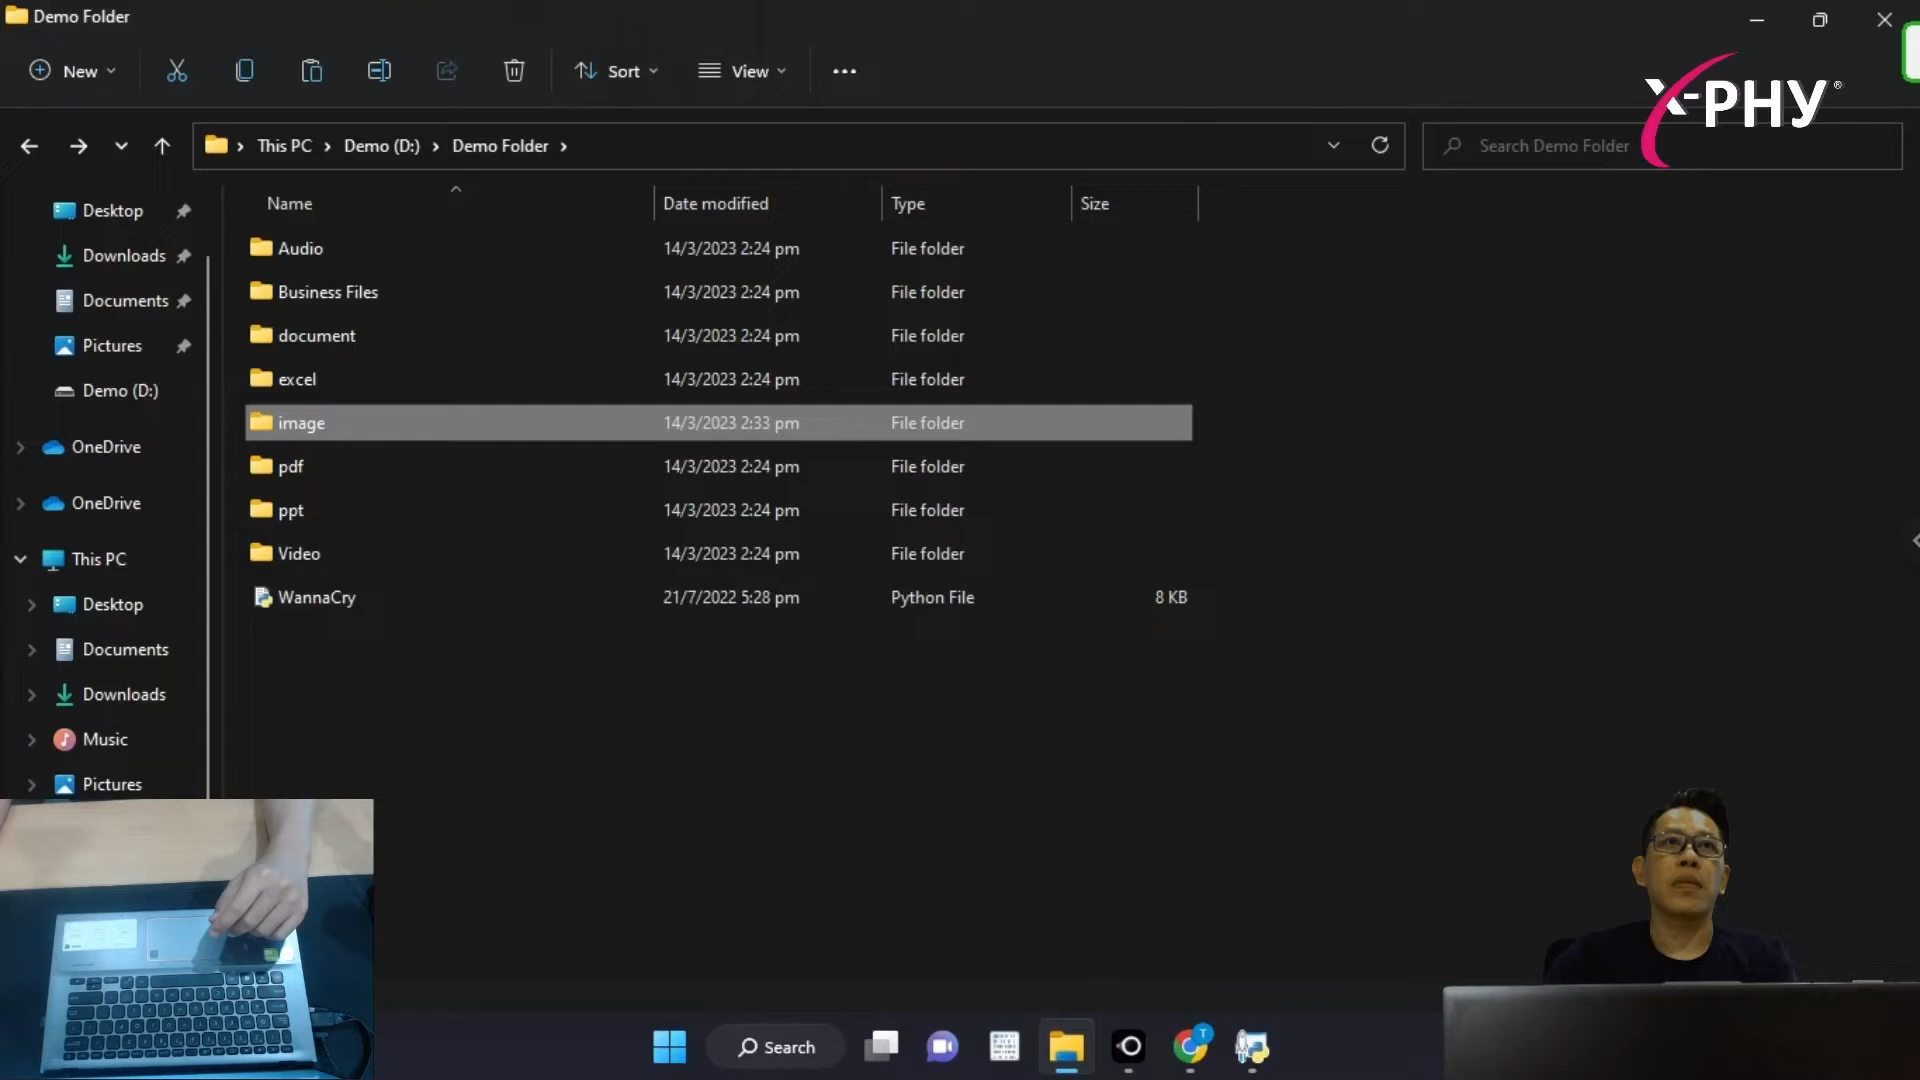 Demo Folder
New
Sort
View
X-PHY®
This PC
Demo (D:)
Demo Folder
Search Demo Folder
Name
Date modified
Type
Size
Desktop
Downloads
Documents
Pictures
Demo (D:)
OneDrive
OneDrive
This PC
Desktop
Documents
Downloads
Music
Pictures
Audio 14/3/2023 2:24 pm File folder
Business Files 14/3/2023 2:24 pm File folder
document 14/3/2023 2:24 pm File folder
excel 14/3/2023 2:24 pm File folder
image 14/3/2023 2:33 pm File folder
pdf 14/3/2023 2:24 pm File folder
ppt 14/3/2023 2:24 pm File folder
Video 14/3/2023 2:24 pm File folder
WannaCry 21/7/2022 5:28 pm Python File 8 KB
Search
T